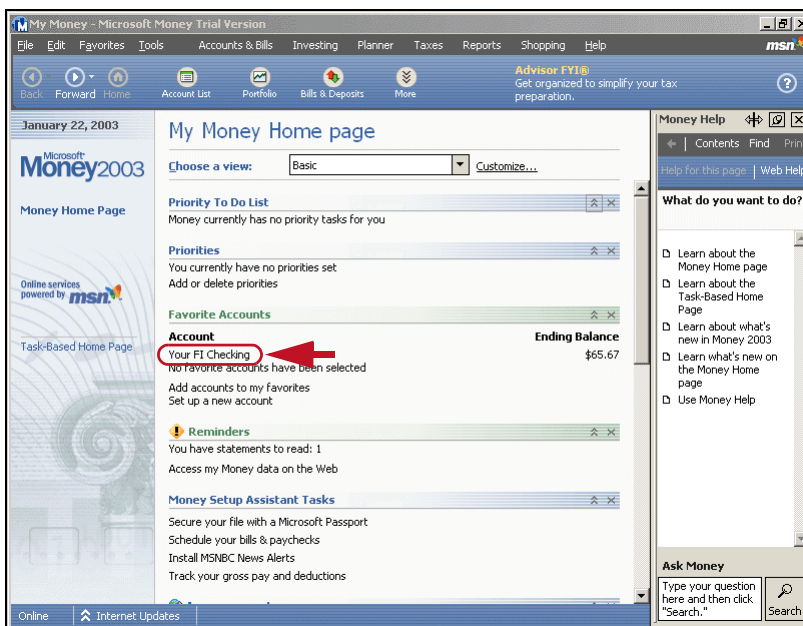 My Money - Microsoft Money Trial Version
File Edit Favorites Tools Accounts & Bills Investing Planner Taxes Reports Shopping Help
msn
Back Forward Home Account List Portfolio Bills & Deposits More
Advisor FYI®
Get organized to simplify your tax
preparation.
January 22, 2003
Microsoft
Money2003
Money Home Page
Online services
powered by msn
Task-Based Home Page
My Money Home page
Choose a view: Basic Customize...
Priority To Do List
Money currently has no priority tasks for you
Priorities
You currently have no priorities set
Add or delete priorities
Favorite Accounts
Account Ending Balance
Your FI Checking $65.67
No favorite accounts have been selected
Add accounts to my favorites
Set up a new account
Reminders
You have statements to read: 1
Access my Money data on the Web
Money Setup Assistant Tasks
Secure your file with a Microsoft Passport
Schedule your bills & paychecks
Install MSNBC News Alerts
Track your gross pay and deductions
Money Help
Contents Find Prin
Help for this page Web Help
What do you want to do?
Learn about the
Money Home page
Learn about the
Task-Based Home
Page
Learn about what's
new in Money 2003
Learn what's new on
the Money Home
page
Use Money Help
Ask Money
Type your question
here and then click
"Search."
Search
Online Internet Updates